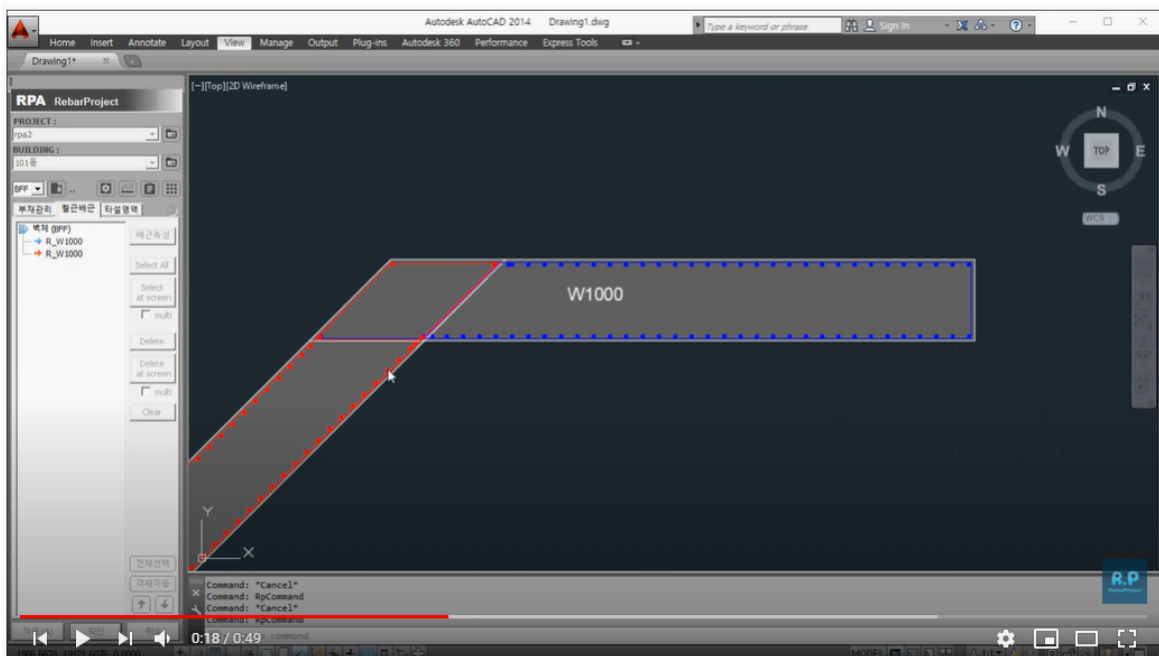 Autodesk AutoCAD 2014 Drawing1.dwg
Type a keyword or phrase
Sign In
Home Insert Annotate Layout View Manage Output Plug-ins Autodesk 360 Performance Express Tools
Drawing1*
[−][Top][2D Wireframe]
RPA RebarProject
PROJECT :
rpa2
BUILDING :
101동
BFF
부재관리 철근배근 타설영역
벽체 (BFF)
R_W1000
R_W1000
배근속성
Select All
Select
at screen
multi
Delete
Delete
at screen
multi
Clear
전체선택
객체이동
N
W TOP E
S
WCS
W1000
Y
X
R.P
RebarProject
Command: *Cancel*
Command: RpCommand
Command: *Cancel*
Command: RpCommand
확인
0:18 / 0:49
command
MODEL